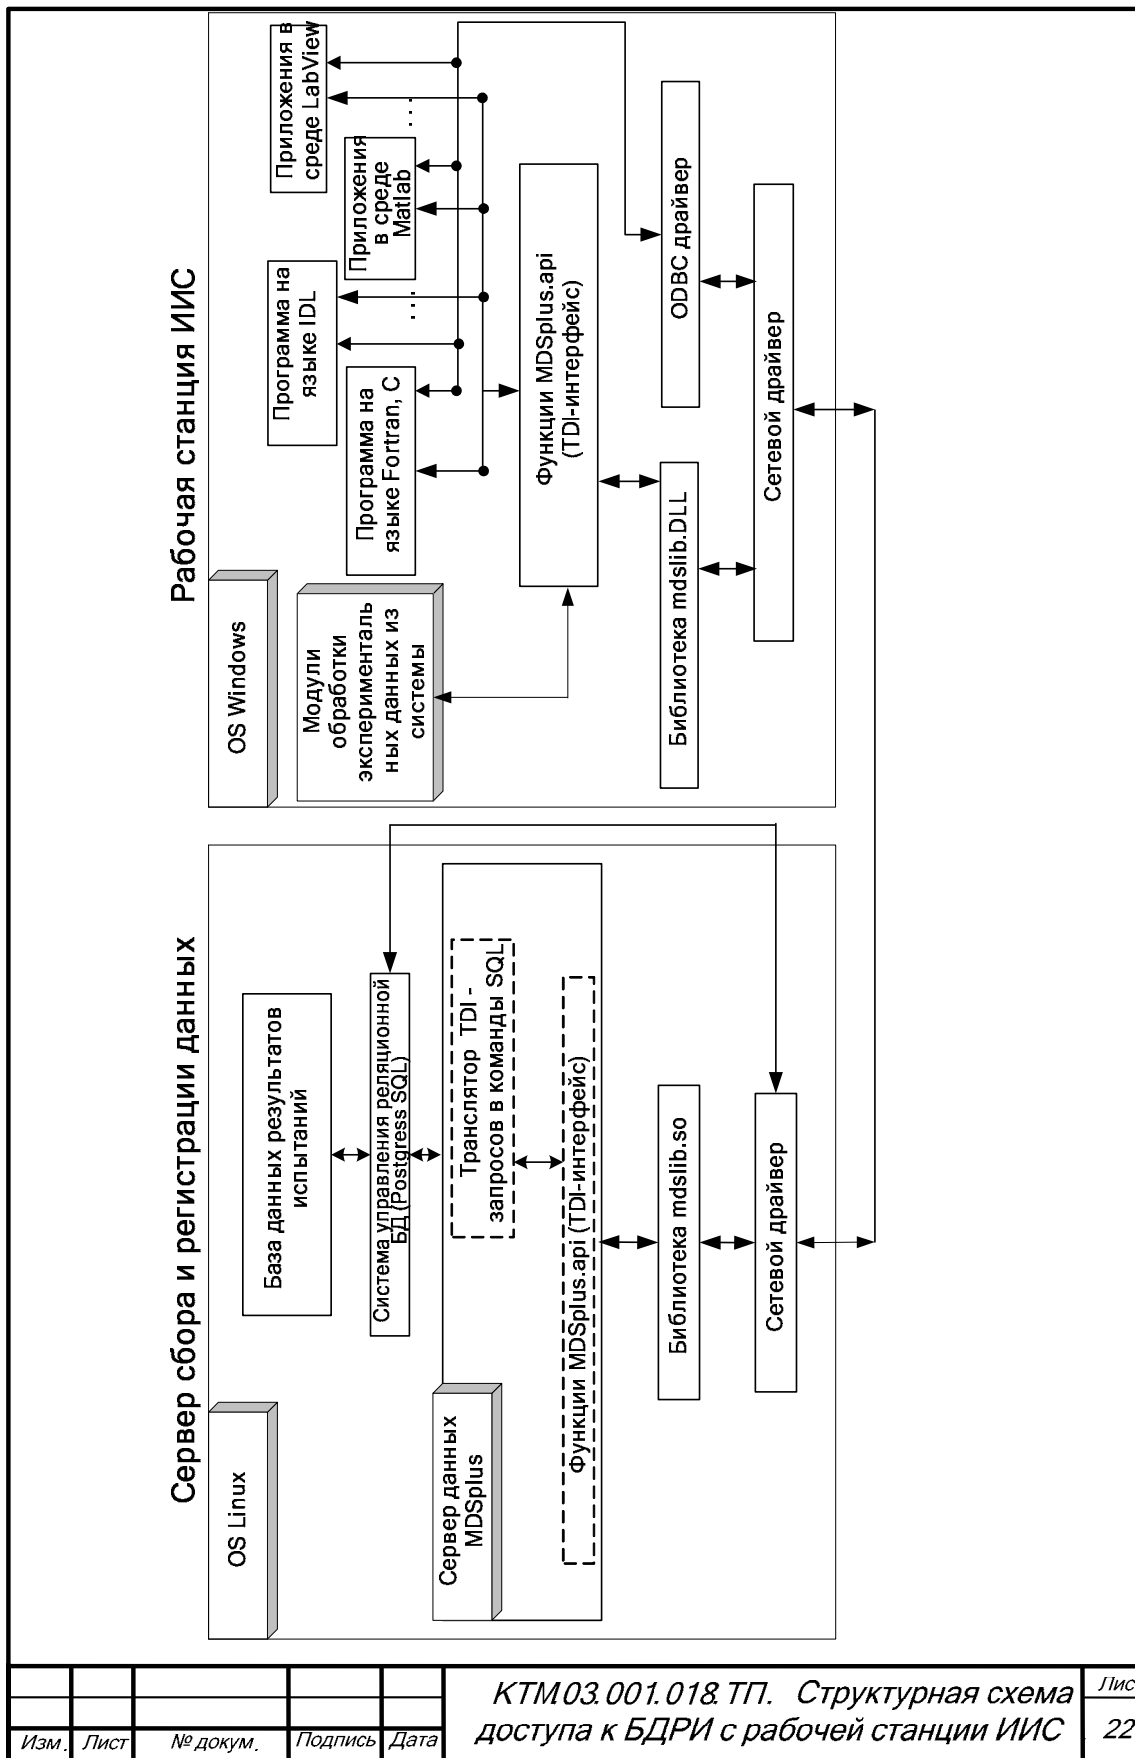 Сервер сбора и регистрации данных
OS Linux
База данных результатов
испытаний
Система управления реляционной
БД (Postgress SQL)
Сервер данных
MDSplus
Транслятор TDI -
запросов в команды SQL
Функции MDSplus.api (TDI-интерфейс)
Библиотека mdslib.so
Сетевой драйвер
Рабочая станция ИИС
OS Windows
Модули
обработки
эксперименталь
ных данных из
системы
Программа на
языке IDL
Приложения в
среде LabView
Программа на
языке Fortran, C
Приложения
в среде
Matlab
...
...
Функции MDSplus.api
(TDI-интерфейс)
Библиотека mdslib.DLL
ODBC драйвер
Сетевой драйвер
Изм.
Лист
№ докум.
Подпись
Дата
КТМ.03.001.018.ТП. Структурная схема
доступа к БДРИ с рабочей станции ИИС
Лис
22